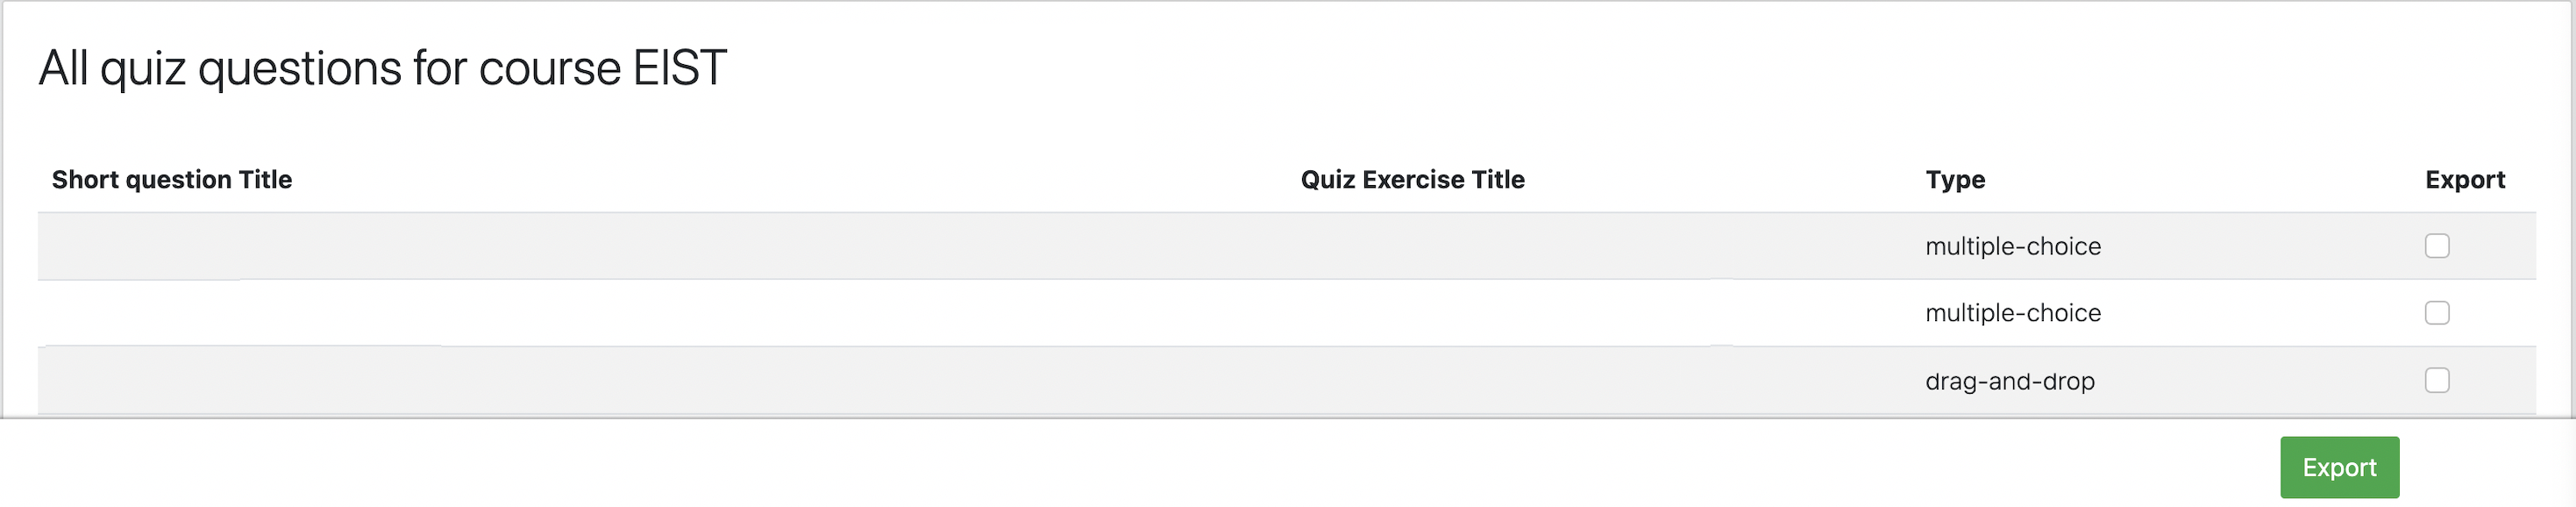 All quiz questions for course EIST
Short question Title Quiz Exercise Title Type Export
multiple-choice
multiple-choice
drag-and-drop
Export